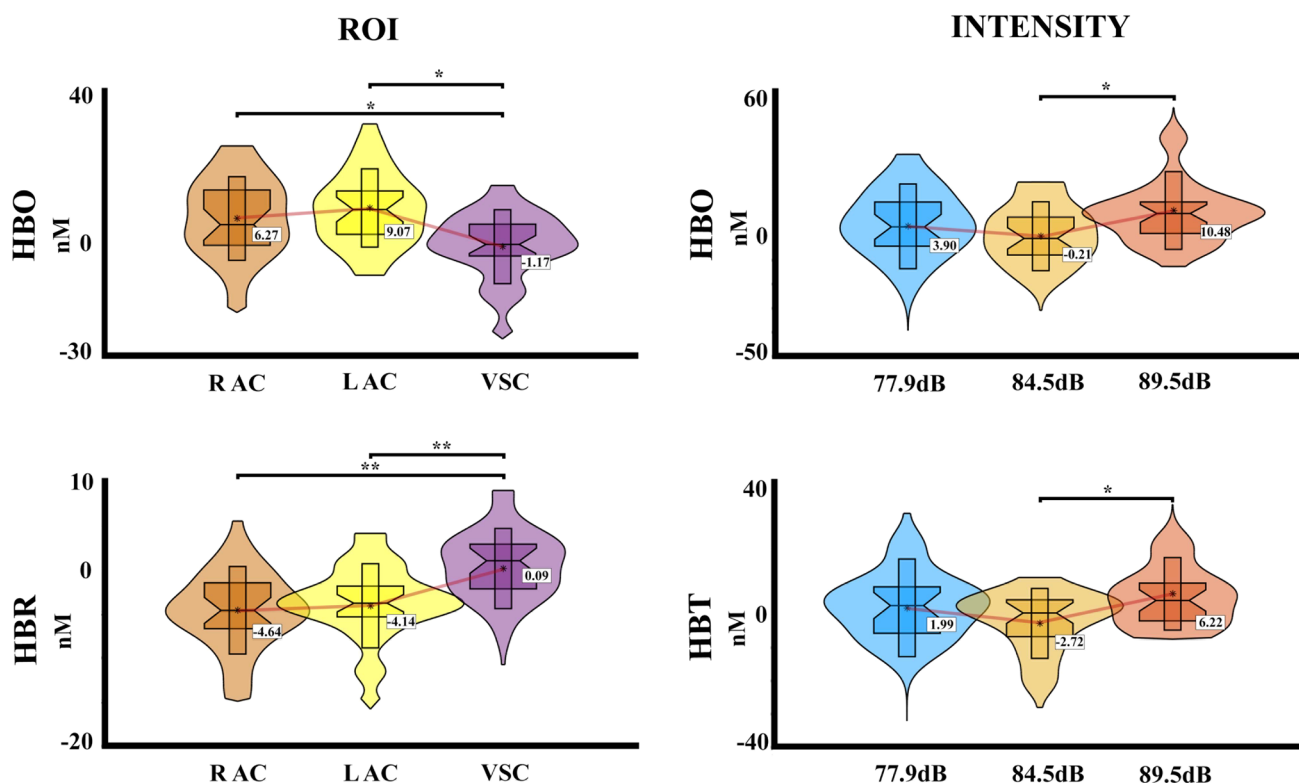 ROI
INTENSITY
HBO
nM
40
0
-30
*
*
6.27
9.07
-1.17
R AC
L AC
VSC
HBO
nM
60
0
-50
*
3.90
-0.21
10.48
77.9dB
84.5dB
89.5dB
HBR
nM
10
0
-20
**
**
-4.64
-4.14
0.09
R AC
L AC
VSC
HBT
nM
40
0
-40
*
1.99
-2.72
6.22
77.9dB
84.5dB
89.5dB